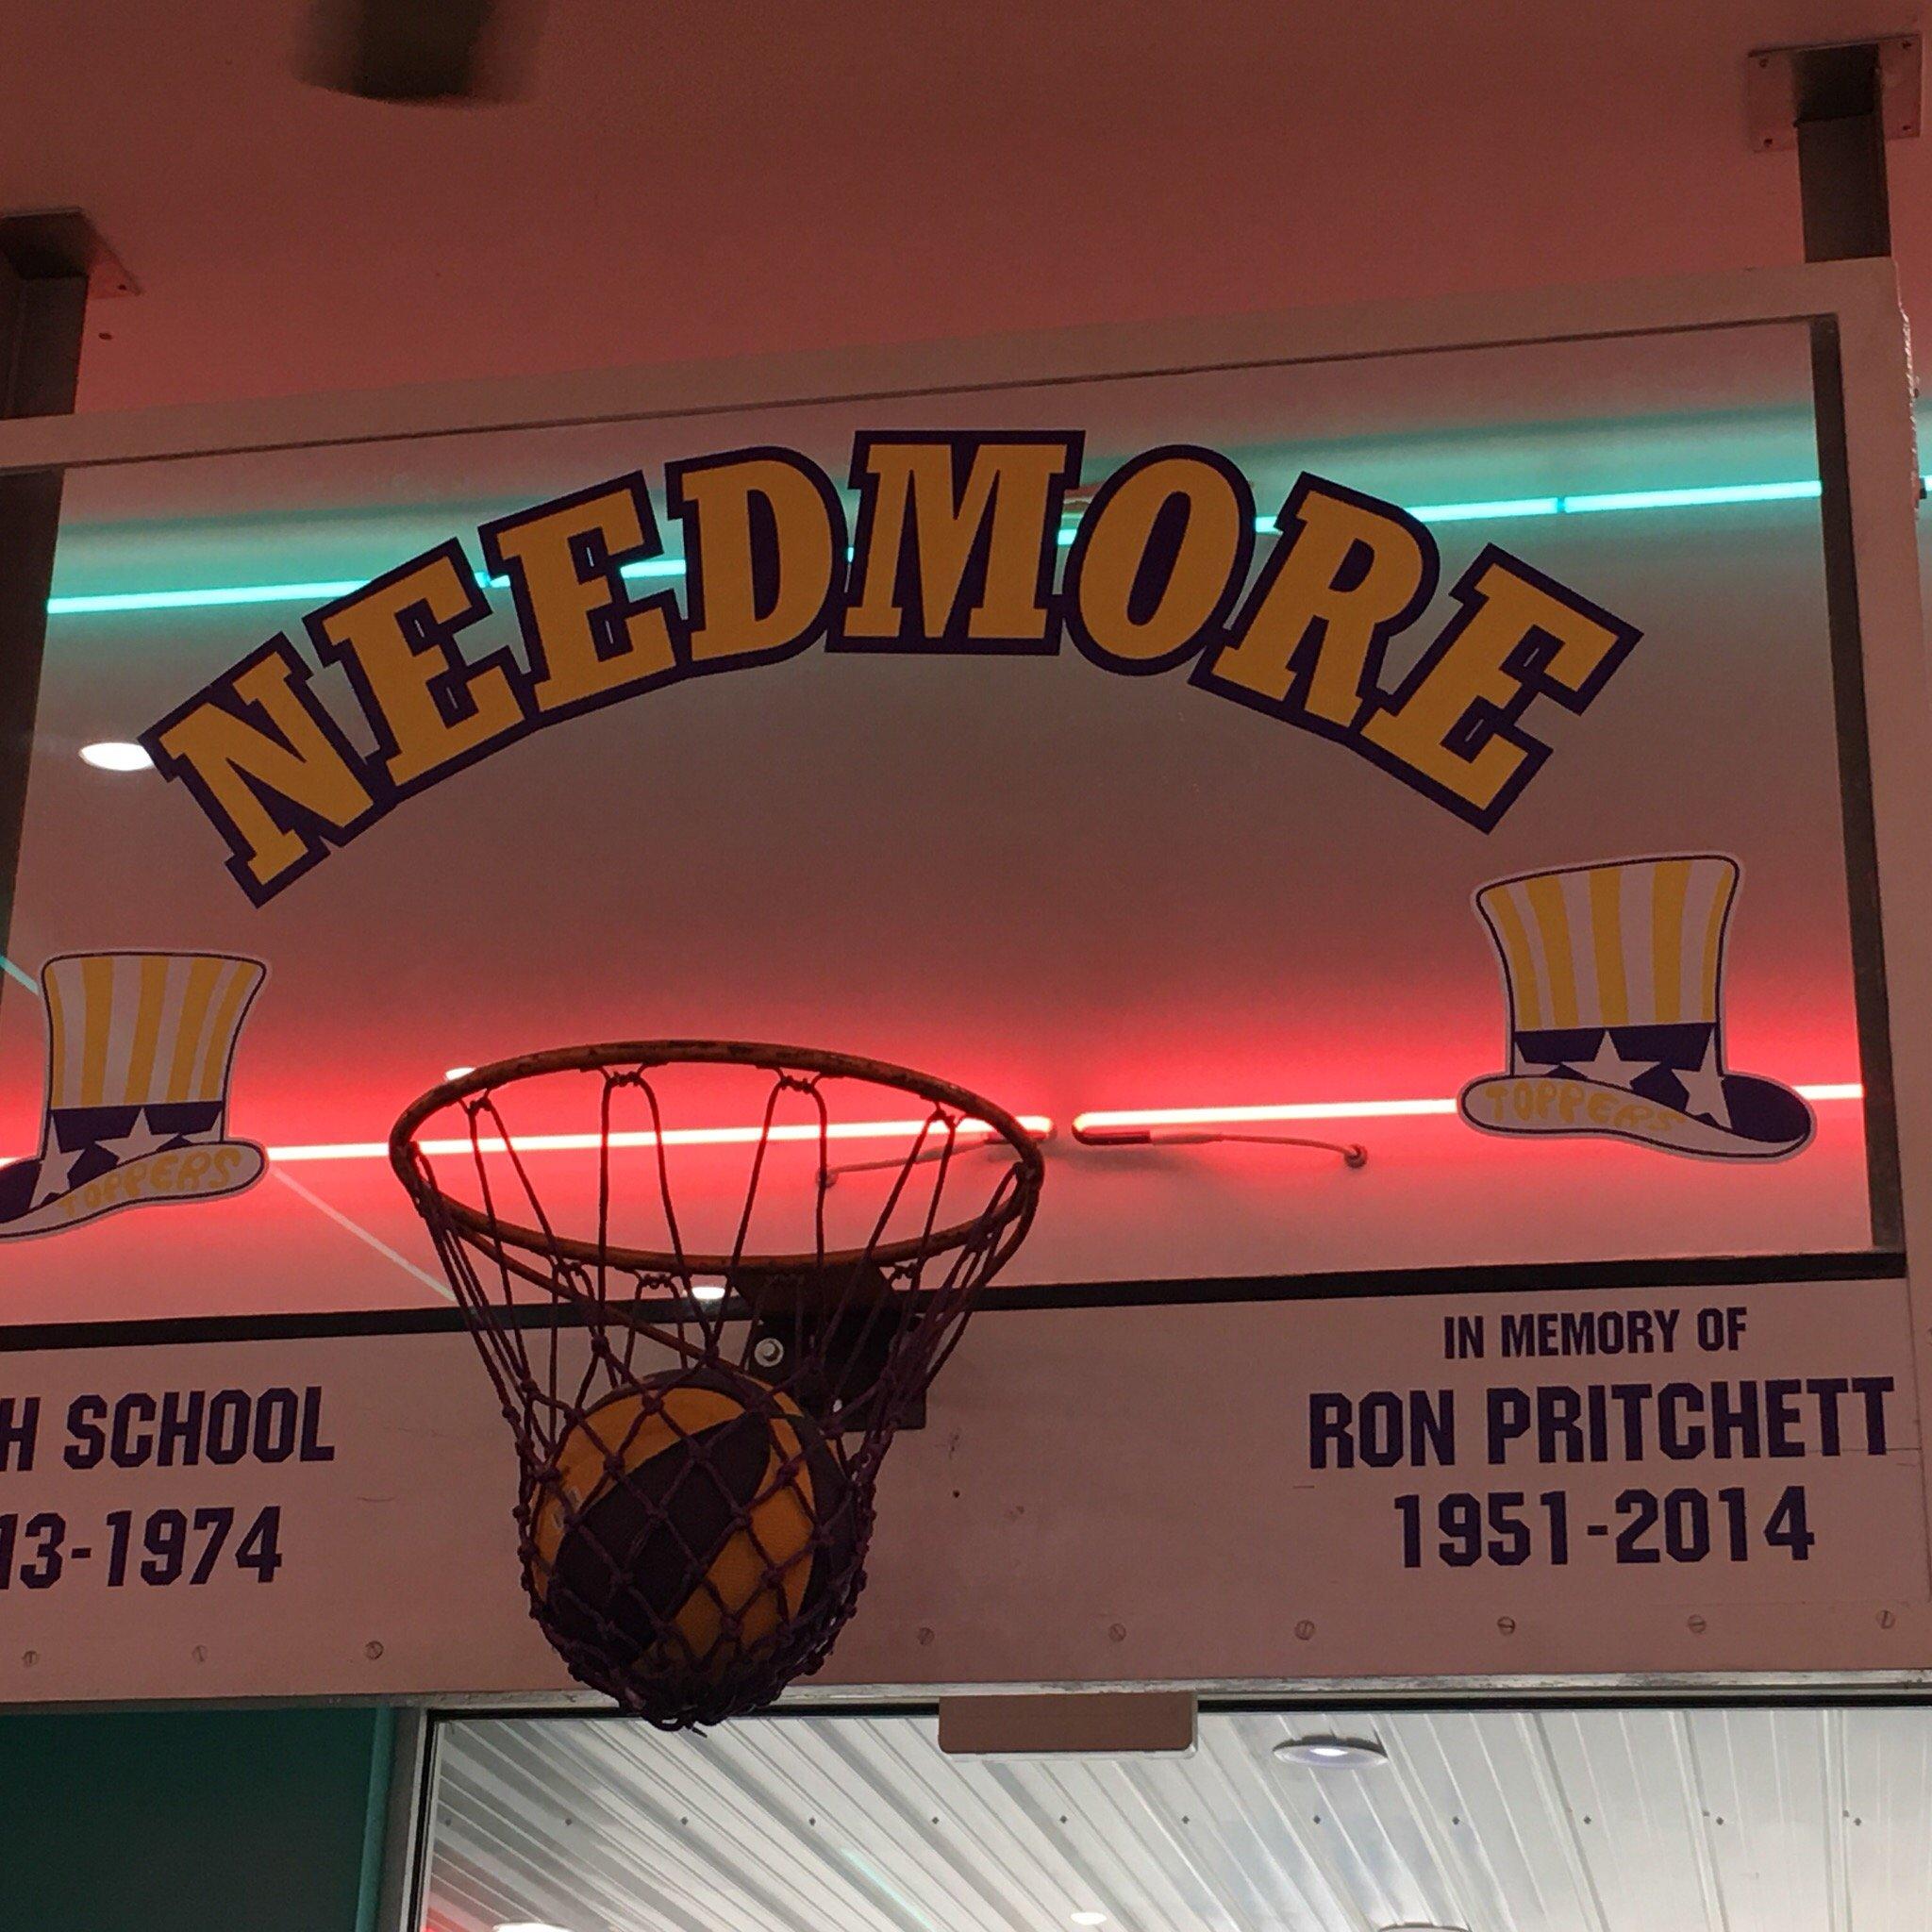 NEEDMORE
TOPPERS
TOPPERS
H SCHOOL
13-1974
IN MEMORY OF
RON PRITCHETT
1951-2014